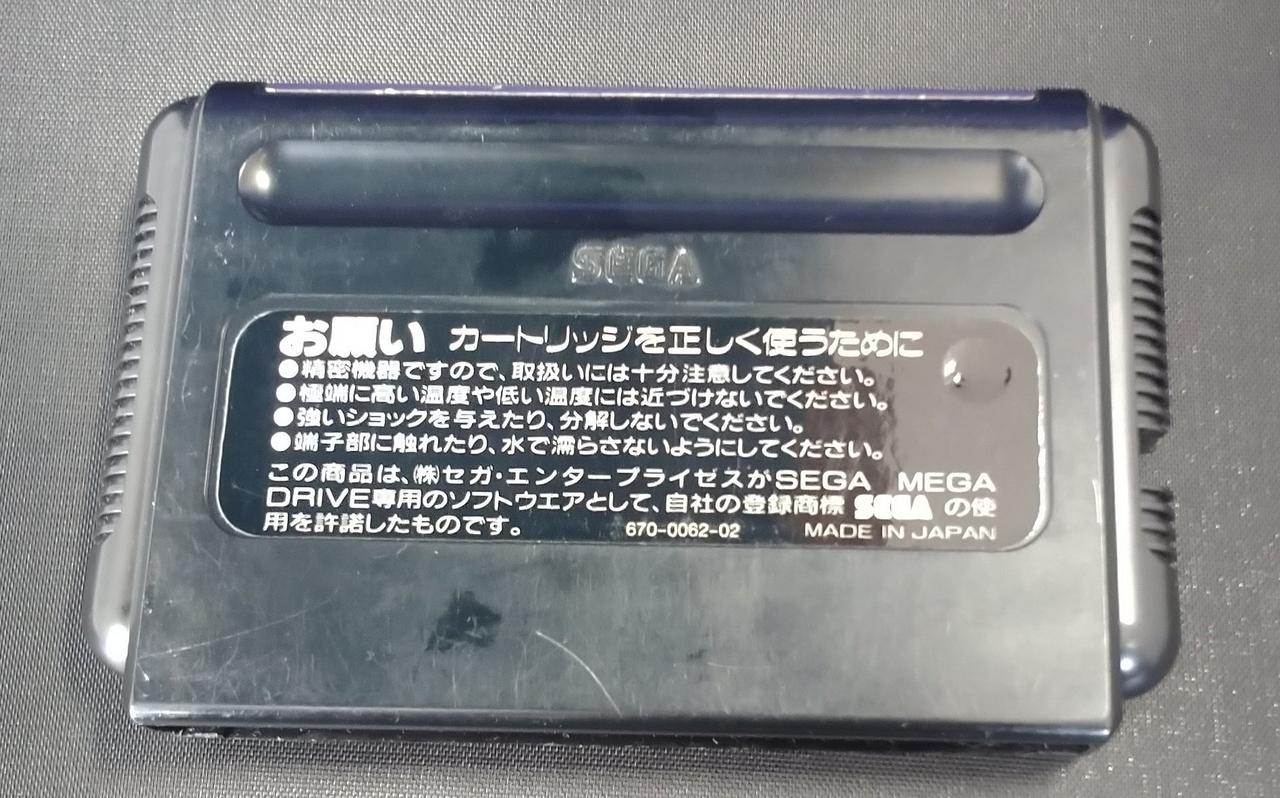 SEGA
お願い カートリッジを正しく使うために
●精密機器ですので、取扱いには十分注意してください。
●極端に高い温度や低い温度には近づけないでください。
●強いショックを与えたり、分解しないでください。
●端子部に触れたり、水で濡らさないようにしてください。
この商品は、㈱セガ・エンタープライゼスがSEGA MEGA
DRIVE専用のソフトウエアとして、自社の登録商標 SEGA の使
用を許諾したものです。 670-0062-02 MADE IN JAPAN